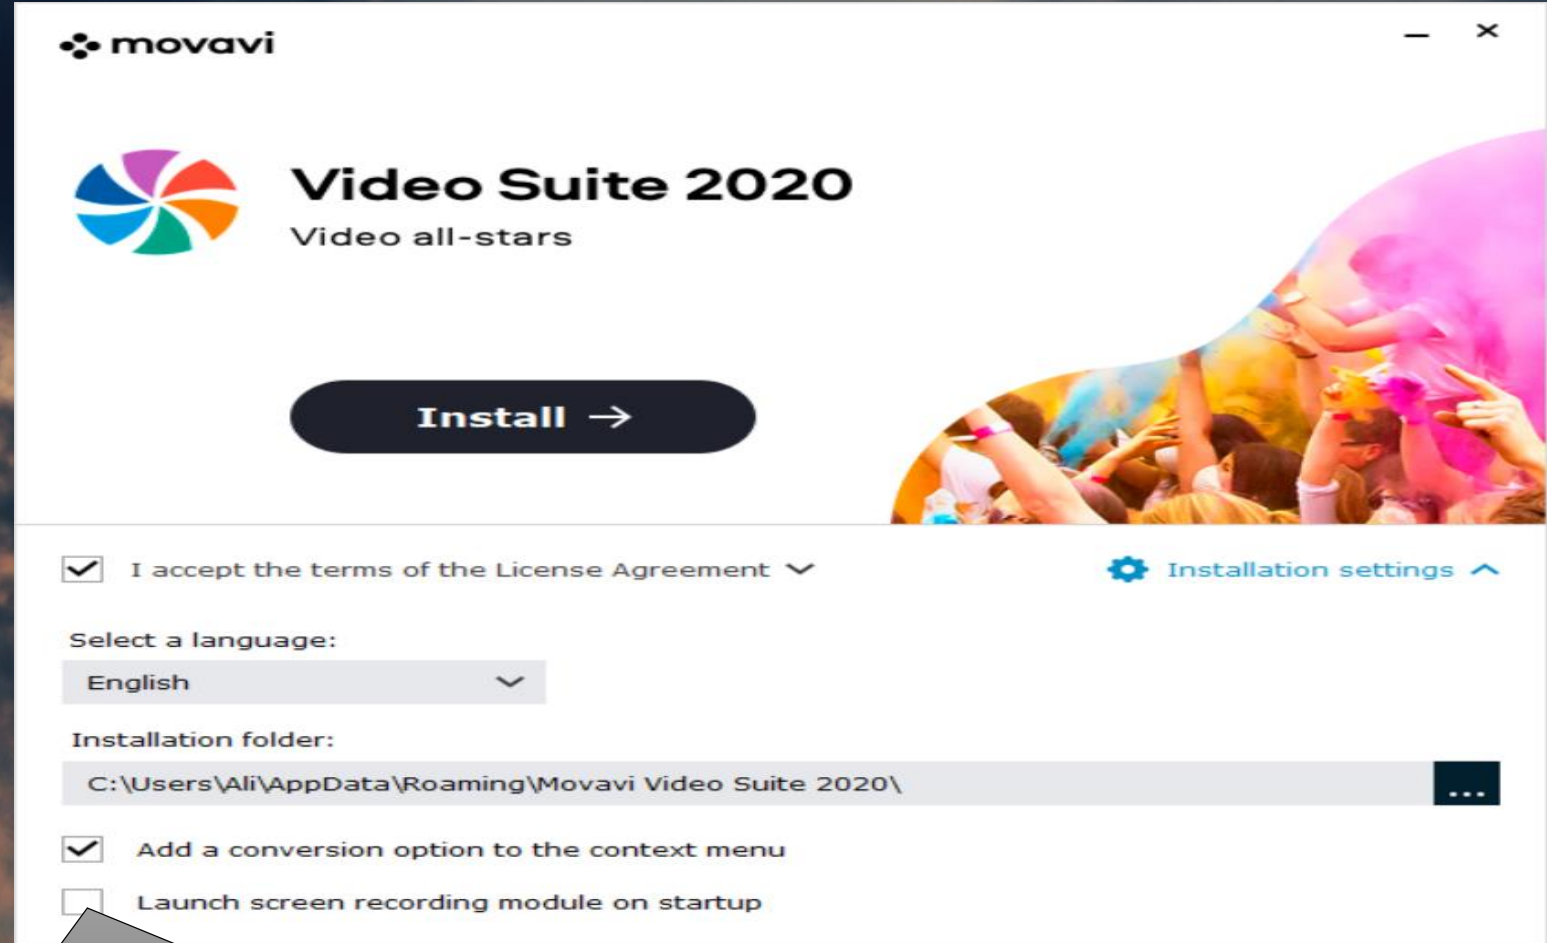 movavi
Video Suite 2020
Video all-stars
Install →
I accept the terms of the License Agreement
Installation settings
Select a language:
English
Installation folder:
C:\Users\Ali\AppData\Roaming\Movavi Video Suite 2020\
...
Add a conversion option to the context menu
Launch screen recording module on startup